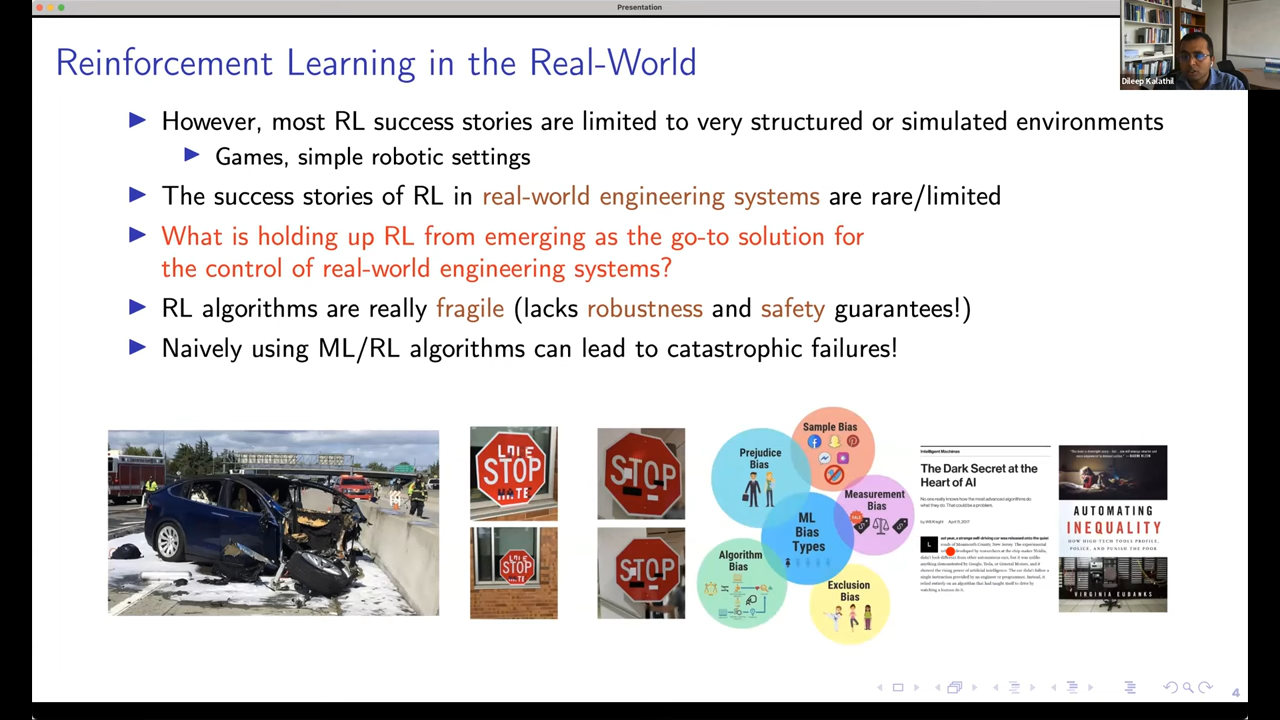 Presentation
Dileep Kalathil
Reinforcement Learning in the Real-World
However, most RL success stories are limited to very structured or simulated environments
Games, simple robotic settings
The success stories of RL in real-world engineering systems are rare/limited
What is holding up RL from emerging as the go-to solution for
the control of real-world engineering systems?
RL algorithms are really fragile (lacks robustness and safety guarantees!)
Naively using ML/RL algorithms can lead to catastrophic failures!
STOP
STOP
STOP
STOP
Sample Bias
Prejudice
Bias
Measurement
Bias
SALE
ML
Bias
Types
Algorithm
Bias
Exclusion
Bias
Intelligent Machines
The Dark Secret at the
Heart of AI
No one really knows how the most advanced algorithms do
what they do. That could be a problem.
by Will Knight April 11, 2017
AUTOMATING
INEQUALITY
HOW HIGH-TECH TOOLS PROFILE,
POLICE, AND PUNISH THE POOR
VIRGINIA EUBANKS
4